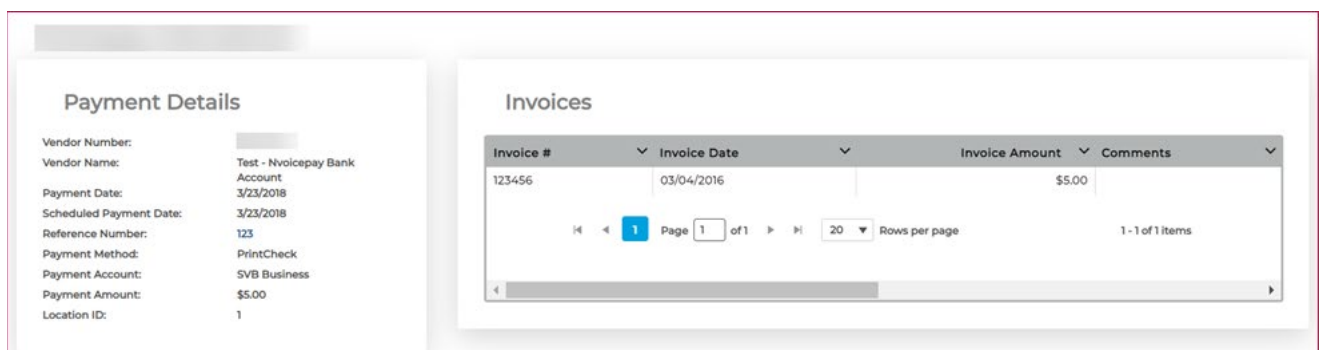 Payment Details
Vendor Number:
Vendor Name: Test - Nvoicepay Bank
Account
Payment Date: 3/23/2018
Scheduled Payment Date: 3/23/2018
Reference Number: 123
Payment Method: PrintCheck
Payment Account: SVB Business
Payment Amount: $5.00
Location ID: 1
Invoices
Invoice # Invoice Date Invoice Amount Comments
123456 03/04/2016 $5.00
1 Page 1 of 1 20 Rows per page 1 - 1 of 1 items